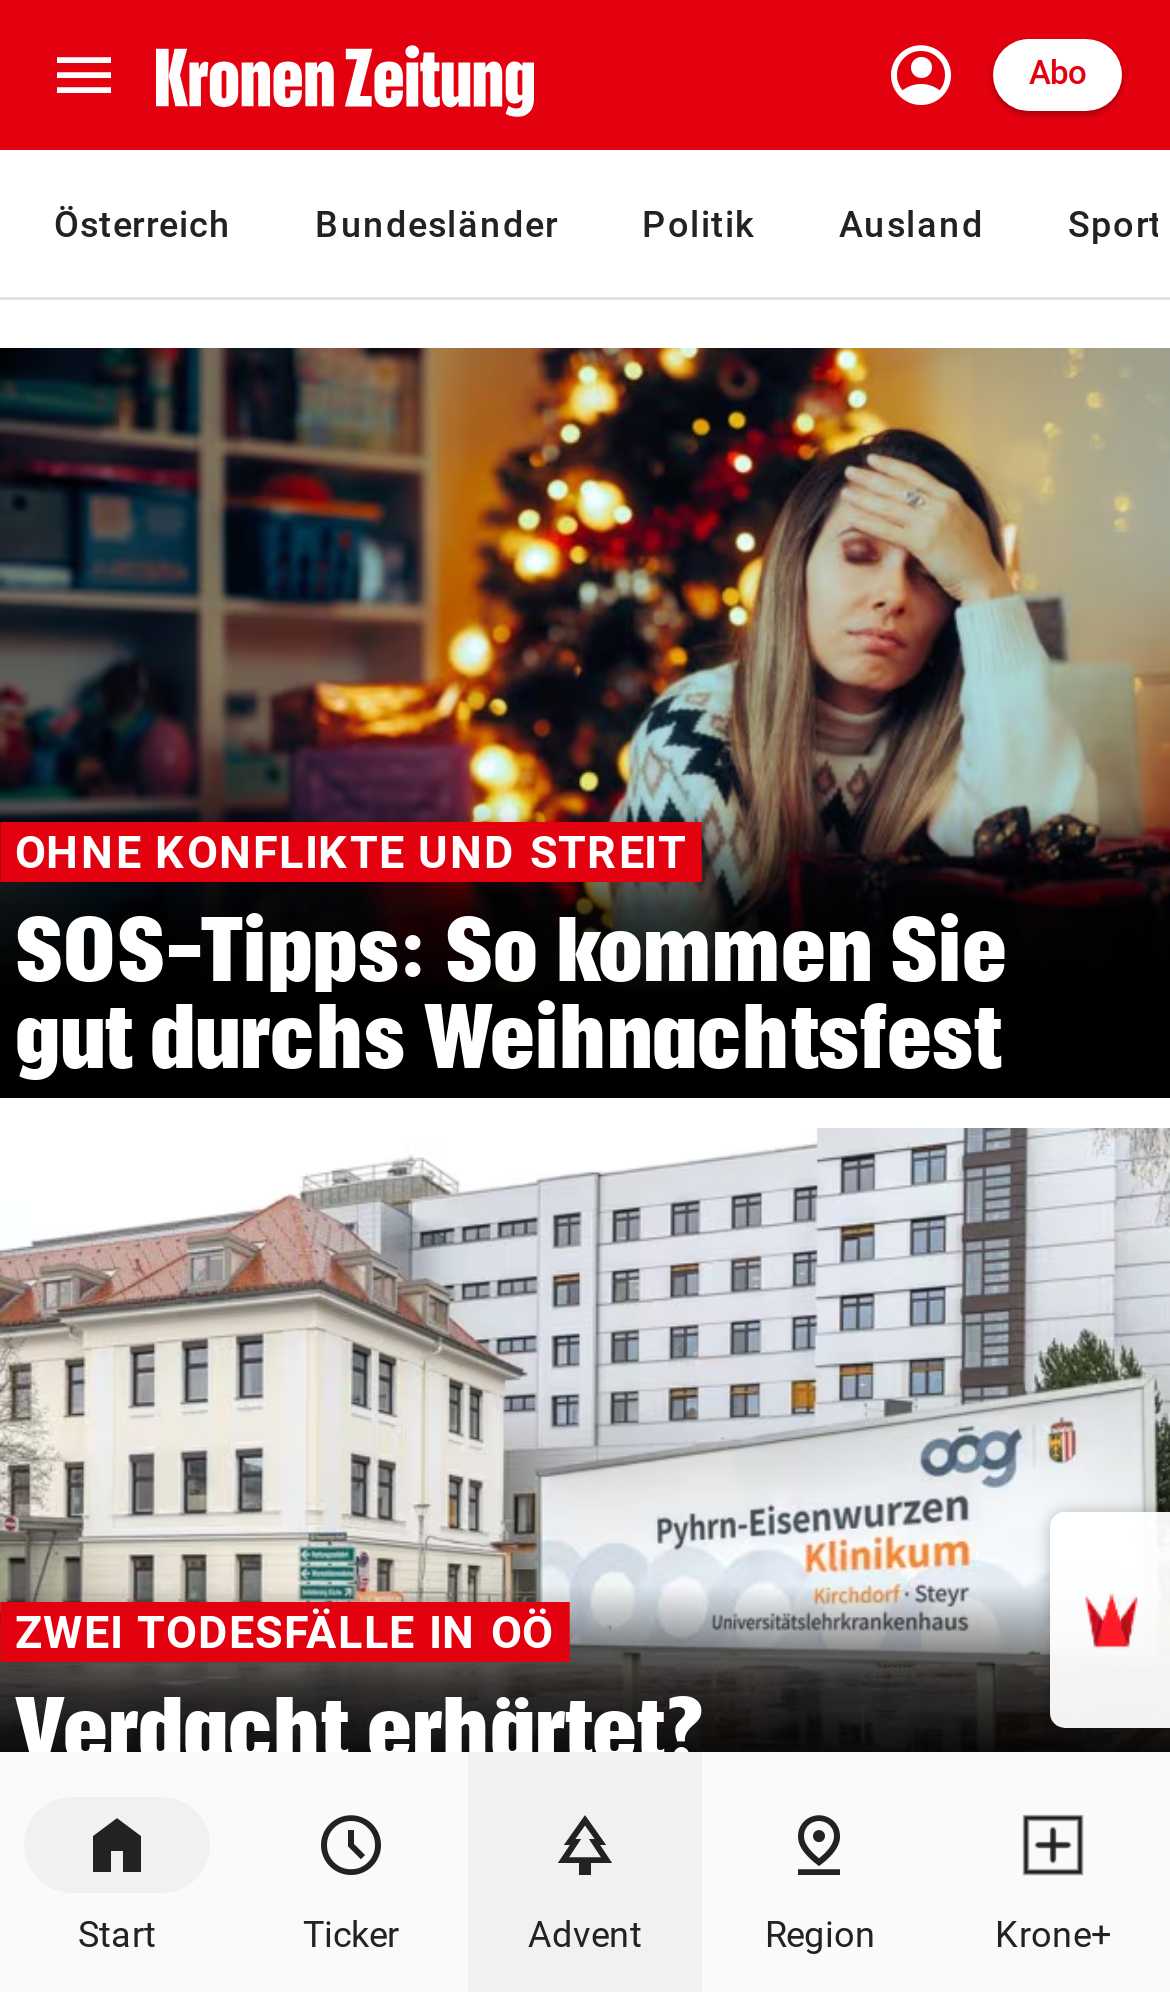 Kronen Zeitung
Abo
Österreich Bundesländer Politik Ausland Sport
OHNE KONFLIKTE UND STREIT
SOS-Tipps: So kommen Sie
gut durchs Weihnachtsfest
oög
Pyhrn-Eisenwurzen
Klinikum
Kirchdorf · Steyr
Universitätslehrkrankenhaus
ZWEI TODESFÄLLE IN OÖ
Verdacht erhärtet?
Start Ticker Advent Region Krone+